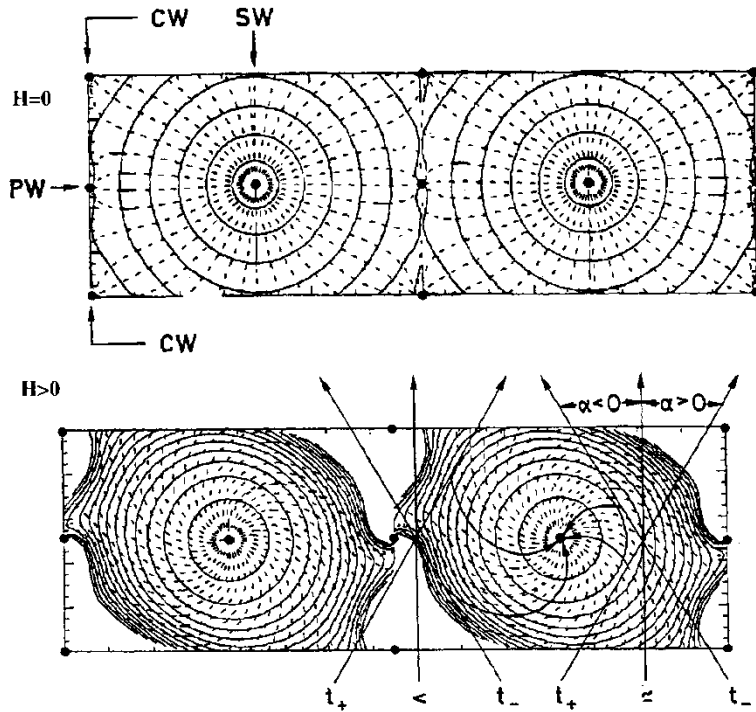 CW SW
H=0
PW
CW
H>0
α<0 α>0
t₊ < t₋ t₊ ≃ t₋